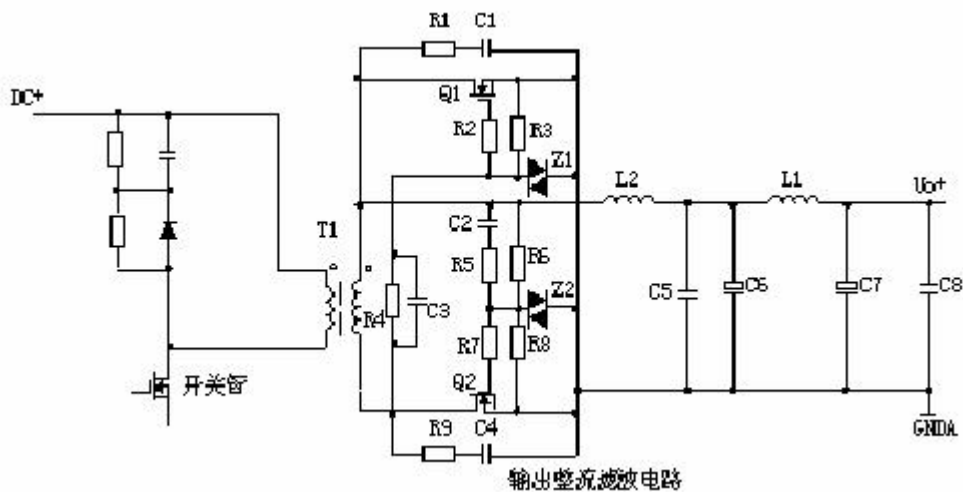 R1 C1
DC+
Q1
R2 R3
Z1
L2 L1 Uo+
T1
C2
R5 R6
R4 C3
Z2
C5 C6 C7 C8
R7 R8
开关管
Q2
R9 C4
GNDA
输出整流滤波电路